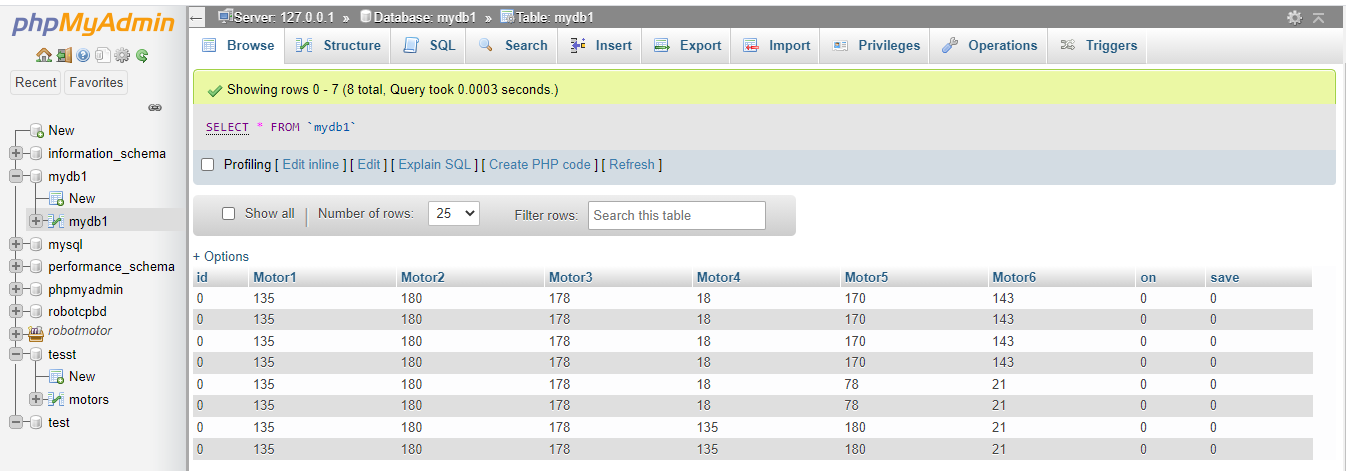 phpMyAdmin
Recent Favorites
New
information_schema
mydb1
New
mydb1
mysql
performance_schema
phpmyadmin
robotcpbd
robotmotor
tesst
New
motors
test
Server: 127.0.0.1 » Database: mydb1 » Table: mydb1
Browse Structure SQL Search Insert Export Import Privileges Operations Triggers
Showing rows 0 - 7 (8 total, Query took 0.0003 seconds.)
SELECT * FROM `mydb1`
Profiling [ Edit inline ] [ Edit ] [ Explain SQL ] [ Create PHP code ] [ Refresh ]
Show all Number of rows: 25 Filter rows: Search this table
+ Options
id Motor1 Motor2 Motor3 Motor4 Motor5 Motor6 on save
0 135 180 178 18 170 143 0 0
0 135 180 178 18 170 143 0 0
0 135 180 178 18 170 143 0 0
0 135 180 178 18 170 143 0 0
0 135 180 178 18 78 21 0 0
0 135 180 178 18 78 21 0 0
0 135 180 178 135 180 21 0 0
0 135 180 178 135 180 21 0 0